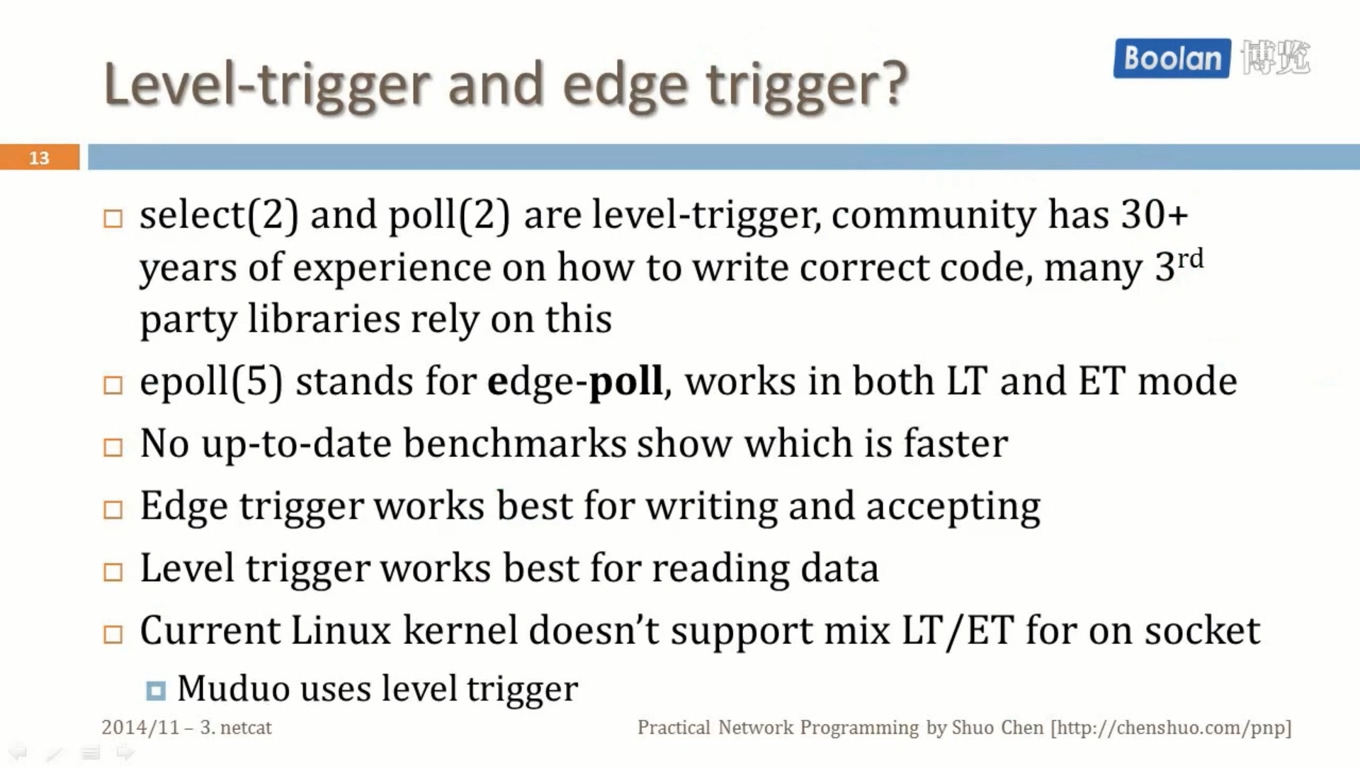 Level-trigger and edge trigger?
Boolan 博览
13
select(2) and poll(2) are level-trigger, community has 30+
years of experience on how to write correct code, many 3rd
party libraries rely on this
epoll(5) stands for edge-poll, works in both LT and ET mode
No up-to-date benchmarks show which is faster
Edge trigger works best for writing and accepting
Level trigger works best for reading data
Current Linux kernel doesn’t support mix LT/ET for on socket
Muduo uses level trigger
2014/11 – 3. netcat
Practical Network Programming by Shuo Chen [http://chenshuo.com/pnp]